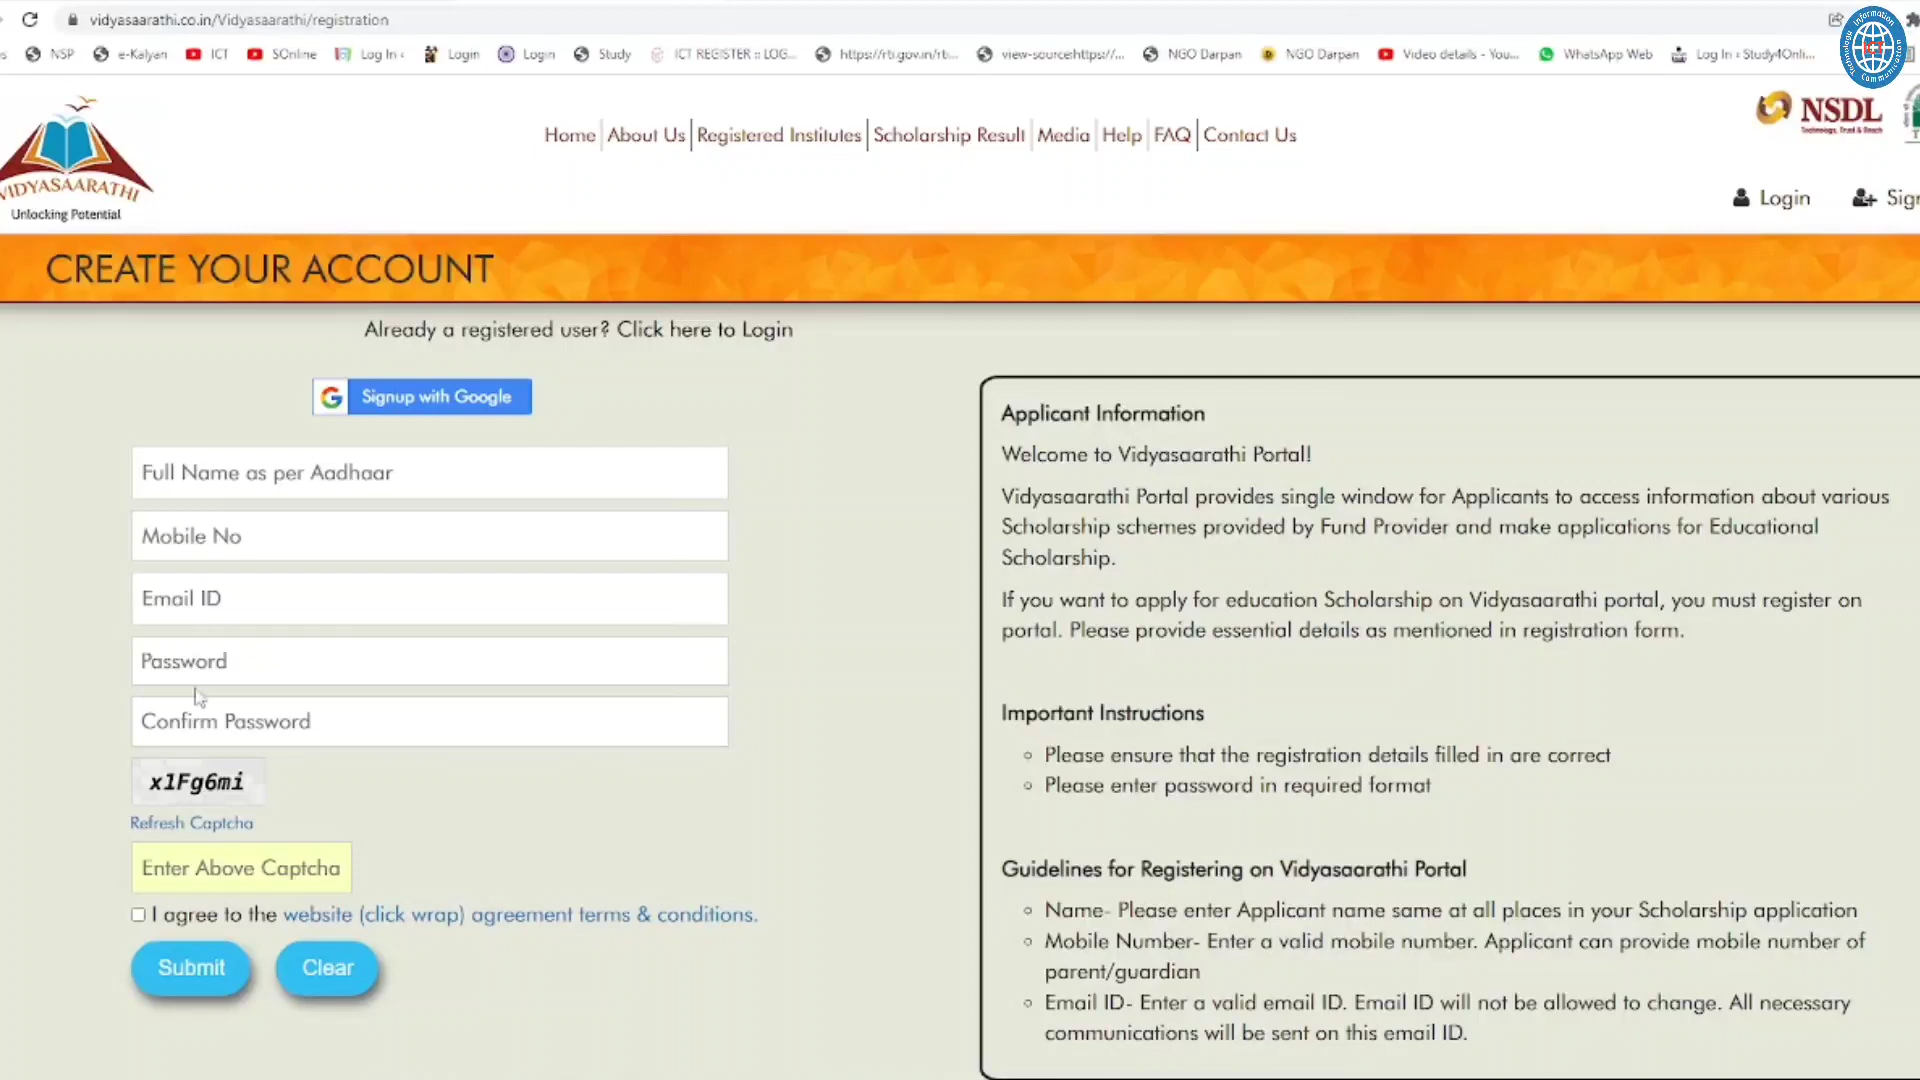 vidyasaarathi.co.in/Vidyasaarathi/registration
NSP e-Kalyan ICT SOnline Log In ‹ Login Login Study ICT REGISTER :: LOG... https://rti.gov.in/rt... view-source:https://... NGO Darpan NGO Darpan Video details - You... WhatsApp Web Log In ‹ Study4Onli...
Information Communication Technology
ICT
VIDYASAARATHI
Unlocking Potential
Home About Us Registered Institutes Scholarship Result Media Help FAQ Contact Us
NSDL
Technology, Trust & Reach
Login
CREATE YOUR ACCOUNT
Already a registered user? Click here to Login
Signup with Google
Full Name as per Aadhaar
Mobile No
Email ID
Password
Confirm Password
x1Fg6mi
Refresh Captcha
Enter Above Captcha
I agree to the website (click wrap) agreement terms & conditions.
Submit Clear
Applicant Information
Welcome to Vidyasaarathi Portal!
Vidyasaarathi Portal provides single window for Applicants to access information about various
Scholarship schemes provided by Fund Provider and make applications for Educational
Scholarship.
If you want to apply for education Scholarship on Vidyasaarathi portal, you must register on
portal. Please provide essential details as mentioned in registration form.
Important Instructions
Please ensure that the registration details filled in are correct
Please enter password in required format
Guidelines for Registering on Vidyasaarathi Portal
Name- Please enter Applicant name same at all places in your Scholarship application
Mobile Number- Enter a valid mobile number. Applicant can provide mobile number of
parent/guardian
Email ID- Enter a valid email ID. Email ID will not be allowed to change. All necessary
communications will be sent on this email ID.